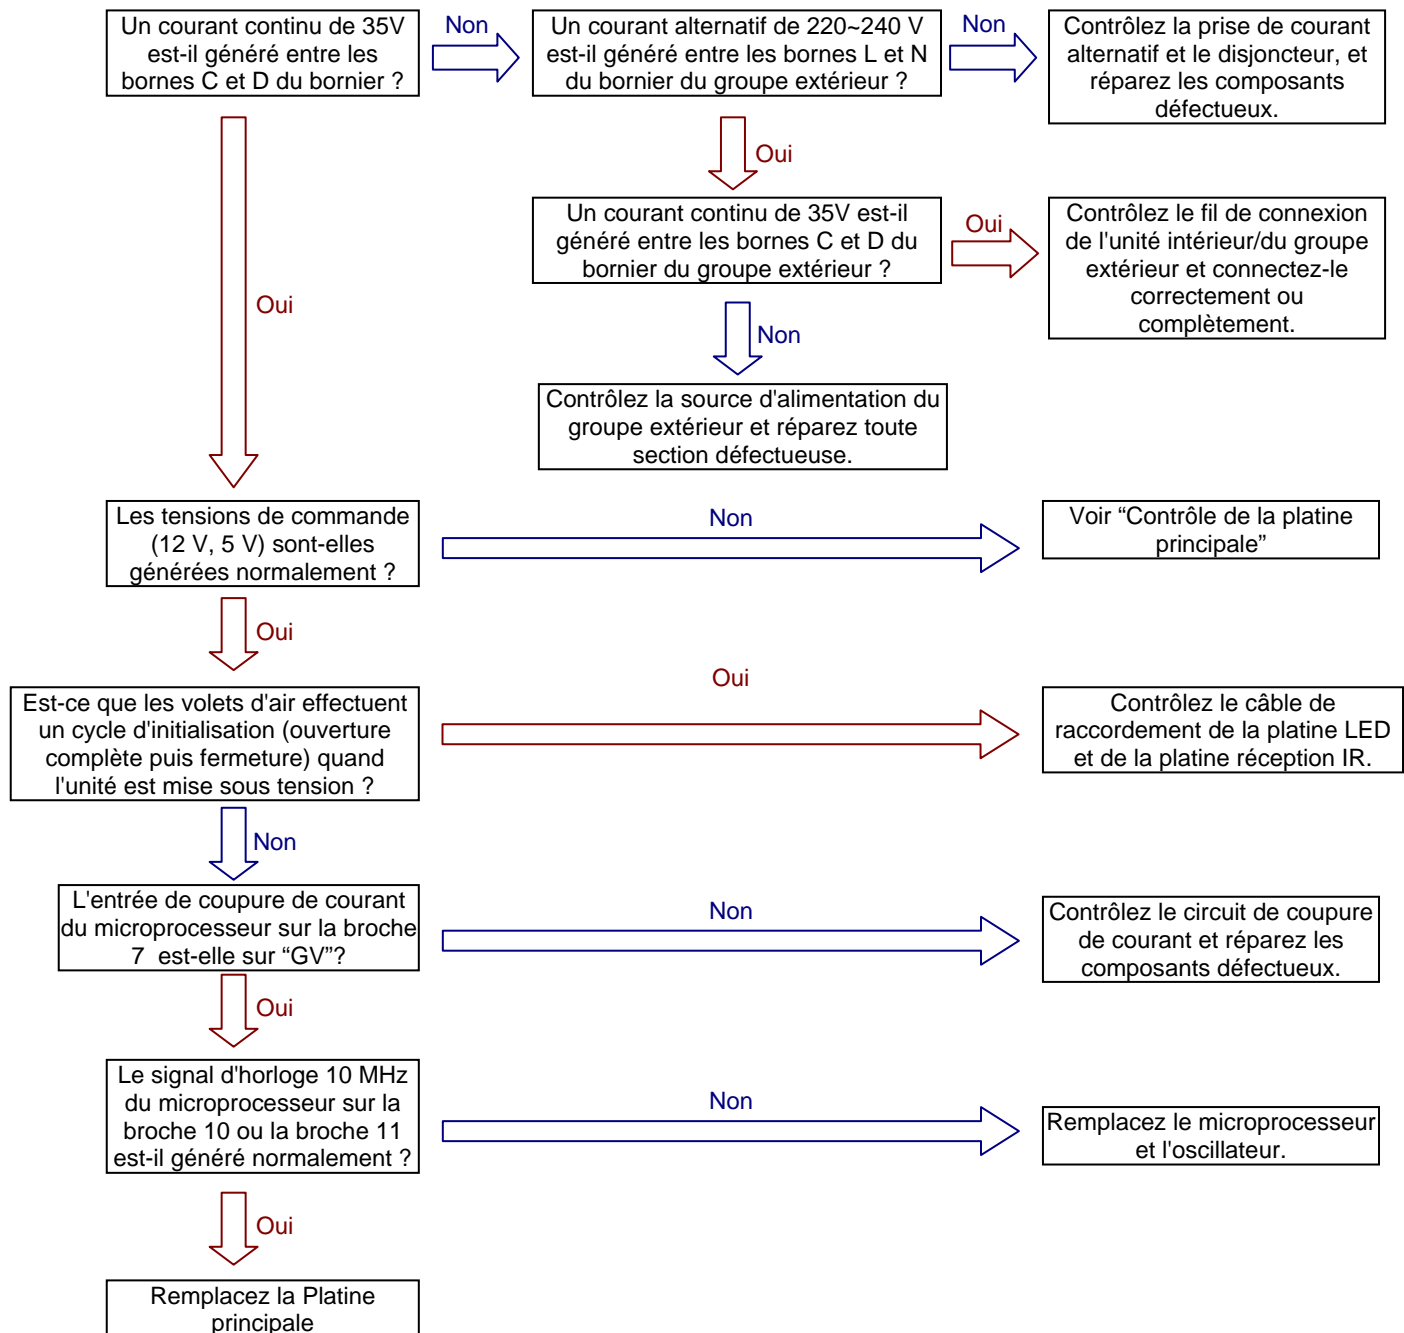 Un courant continu de 35V
est-il généré entre les
bornes C et D du bornier ?
Non
Un courant alternatif de 220~240 V
est-il généré entre les bornes L et N
du bornier du groupe extérieur ?
Non
Contrôlez la prise de courant
alternatif et le disjoncteur, et
réparez les composants
défectueux.
Oui
Un courant continu de 35V est-il
généré entre les bornes C et D du
bornier du groupe extérieur ?
Oui
Contrôlez le fil de connexion
de l'unité intérieur/du groupe
extérieur et connectez-le
correctement ou
complètement.
Oui
Non
Contrôlez la source d'alimentation du
groupe extérieur et réparez toute
section défectueuse.
Les tensions de commande
(12 V, 5 V) sont-elles
générées normalement ?
Non
Voir “Contrôle de la platine
principale”
Oui
Est-ce que les volets d'air effectuent
un cycle d'initialisation (ouverture
complète puis fermeture) quand
l'unité est mise sous tension ?
Oui
Contrôlez le câble de
raccordement de la platine LED
et de la platine réception IR.
Non
L'entrée de coupure de courant
du microprocesseur sur la broche
7 est-elle sur “GV”?
Non
Contrôlez le circuit de coupure
de courant et réparez les
composants défectueux.
Oui
Le signal d'horloge 10 MHz
du microprocesseur sur la
broche 10 ou la broche 11
est-il généré normalement ?
Non
Remplacez le microprocesseur
et l'oscillateur.
Oui
Remplacez la Platine
principale